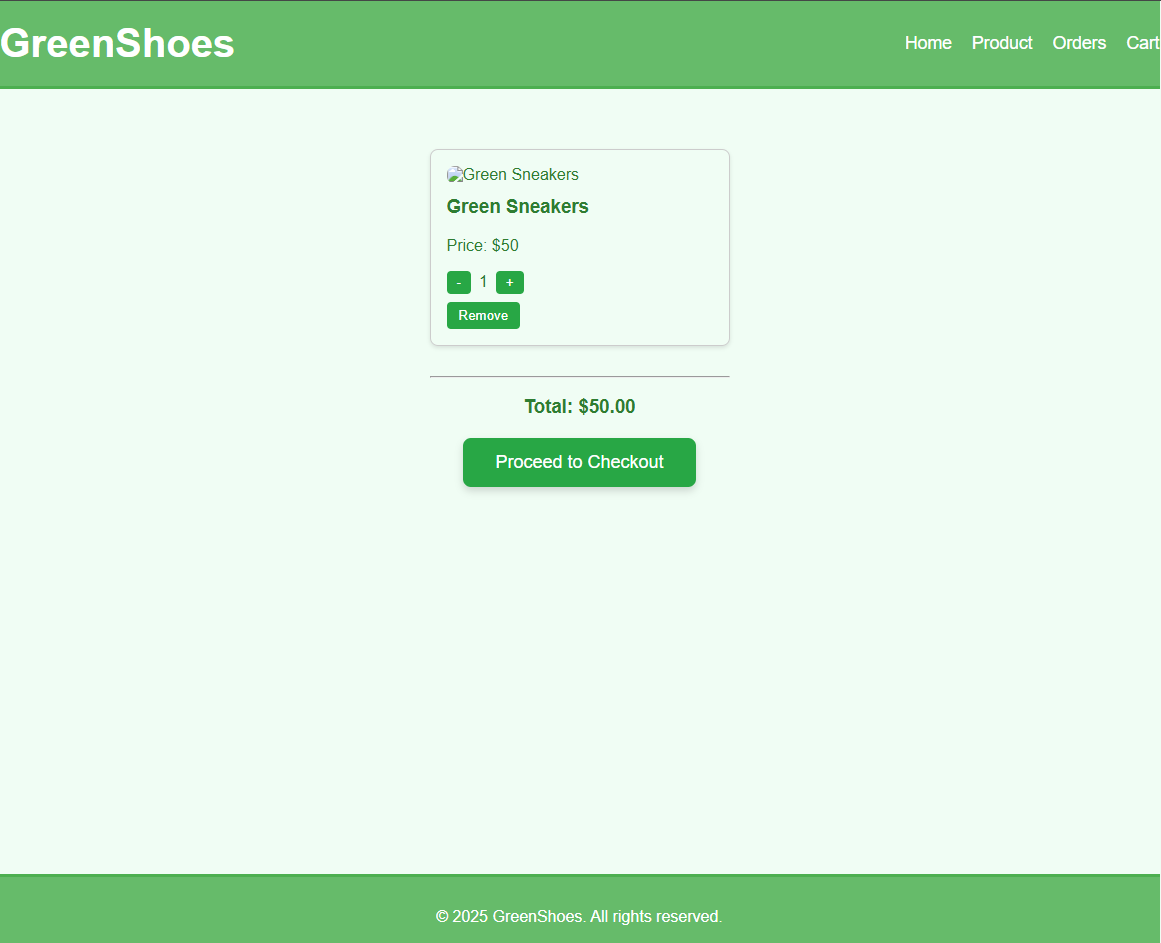 GreenShoes
Home Product Orders Cart
Green Sneakers
Green Sneakers
Price: $50
- 1 +
Remove
Total: $50.00
Proceed to Checkout
© 2025 GreenShoes. All rights reserved.